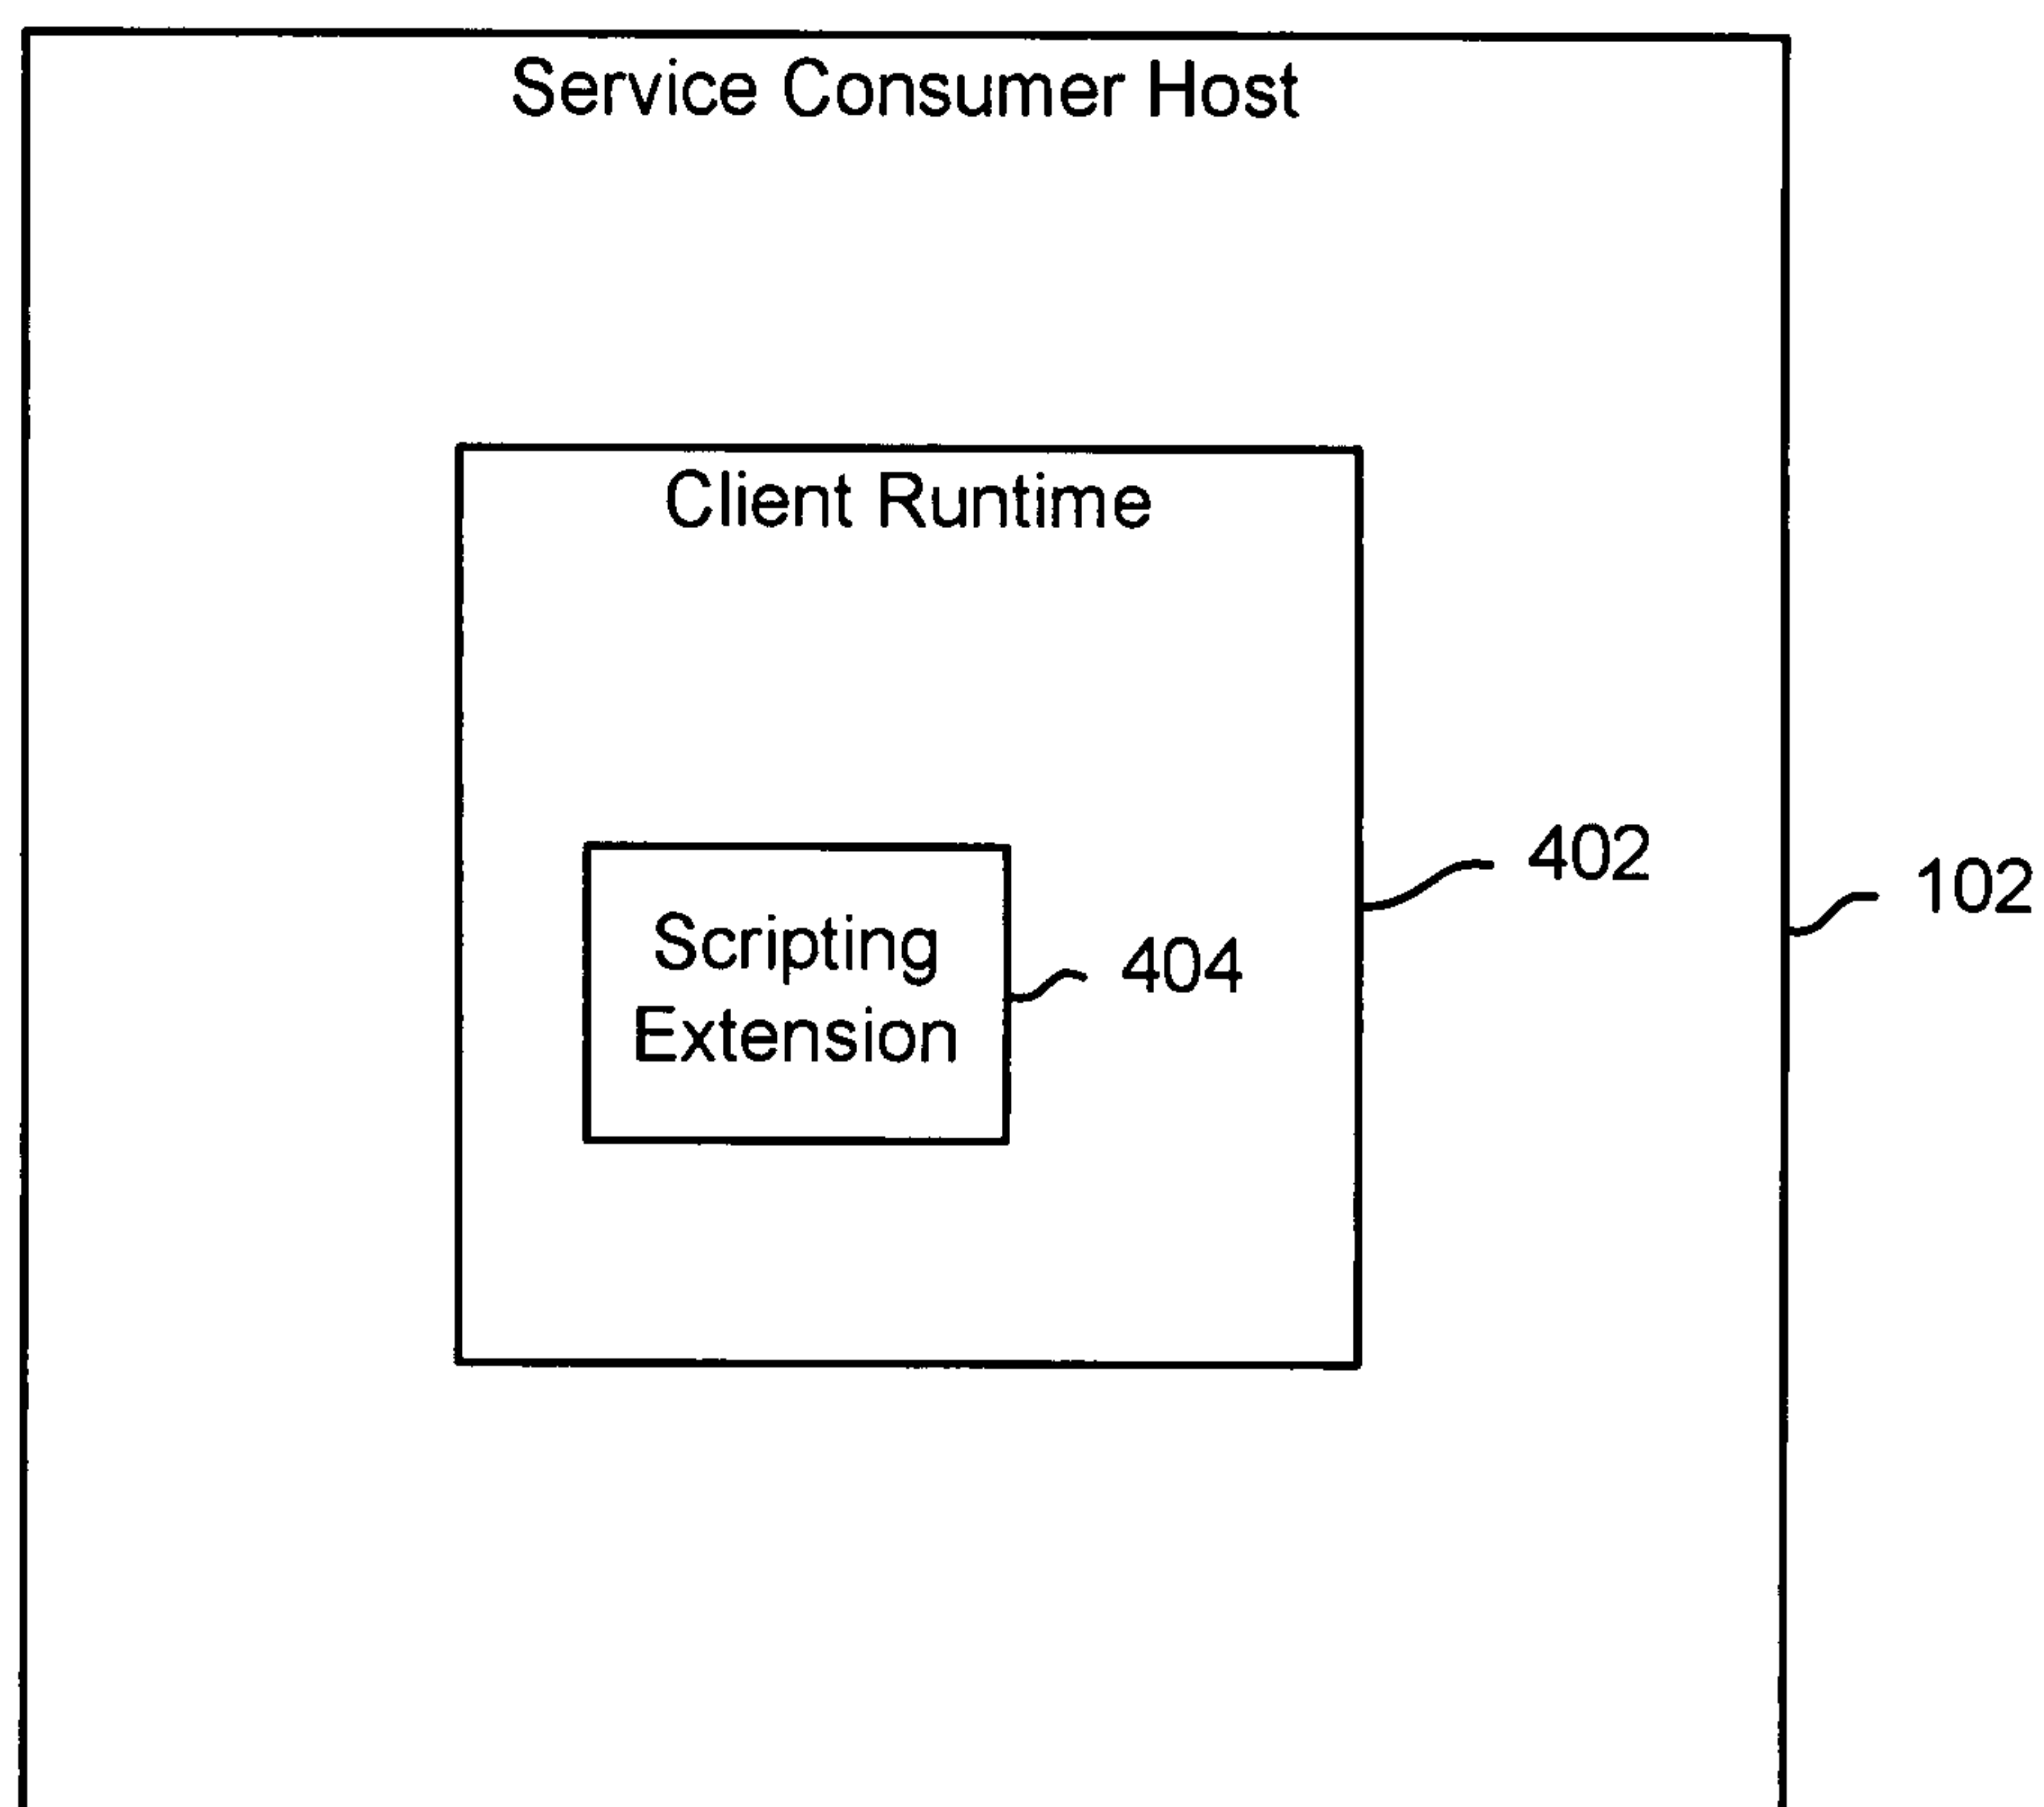 Service Consumer Host
Client Runtime
402
102
Scripting
404
Extension